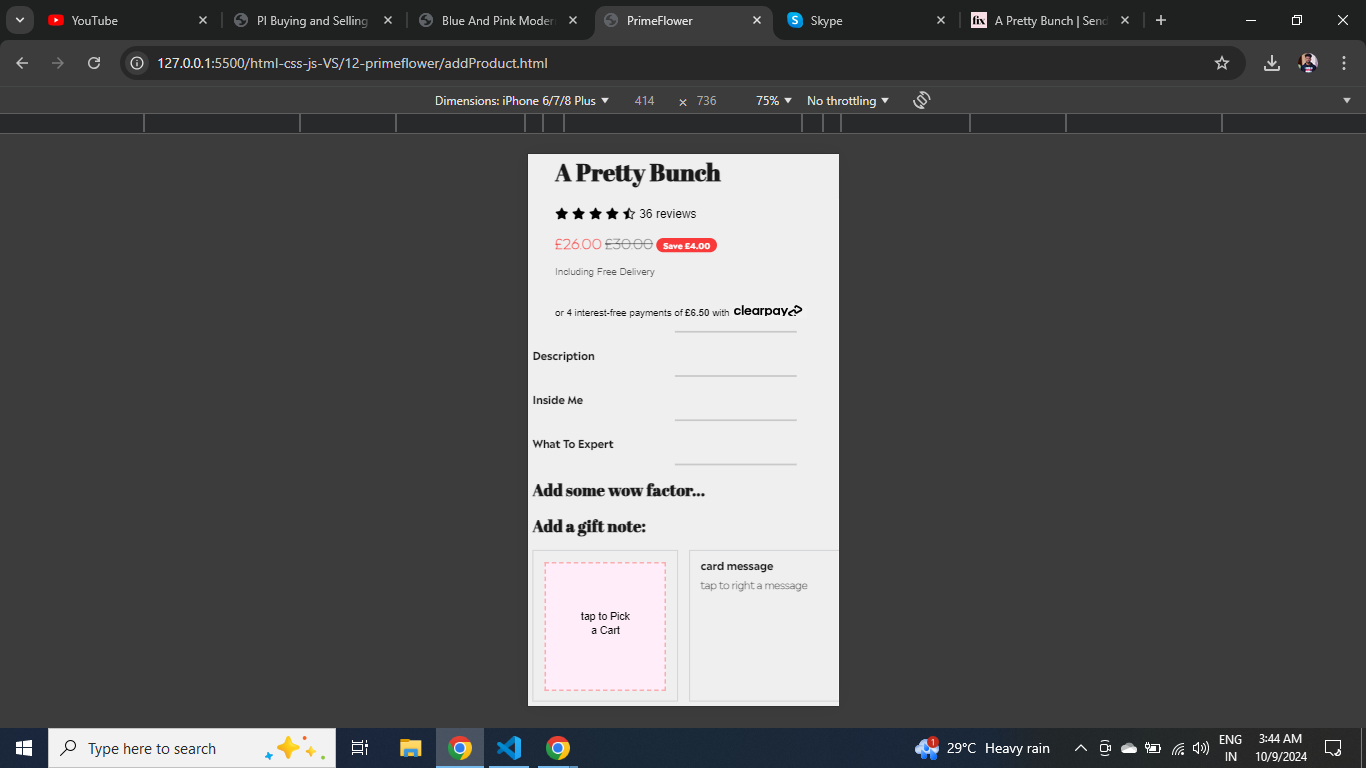 YouTube
PI Buying and Selling
Blue And Pink Modern
PrimeFlower
Skype
fix
A Pretty Bunch | Send
127.0.0.1:5500/html-css-js-VS/12-primeflower/addProduct.html
Dimensions: iPhone 6/7/8 Plus 414 × 736 75% No throttling
A Pretty Bunch
36 reviews
£26.00 £30.00 Save £4.00
Including Free Delivery
or 4 interest-free payments of £6.50 with clearpay
Description
Inside Me
What To Expert
Add some wow factor...
Add a gift note:
tap to Pick
a Cart
card message
tap to right a message
Type here to search
1
29°C Heavy rain
ENG
IN
3:44 AM
10/9/2024